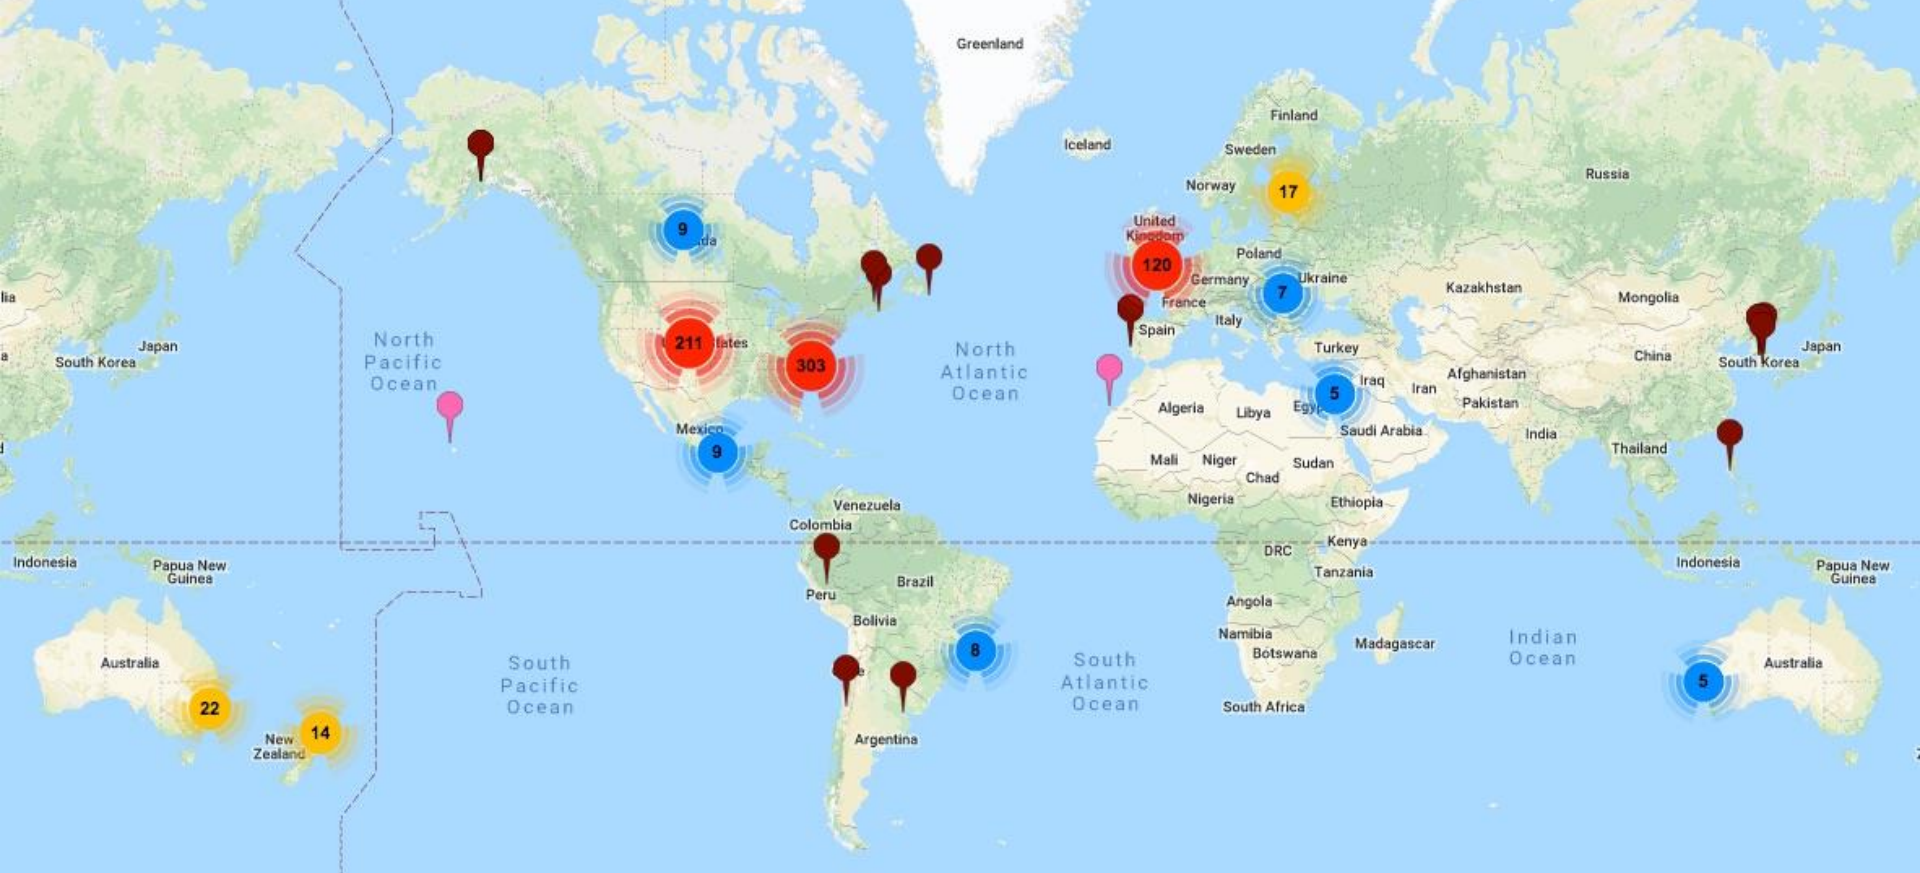 Greenland
Finland
Iceland
Sweden
Russia
Norway
17
United
Kingdom
9
da
120
Poland
Germany
Ukraine
7
Kazakhstan
Mongolia
lia
France
Italy
Spain
North
Pacific
Ocean
Japan
South Korea
a
211
tates
303
North
Atlantic
Ocean
Turkey
China
Japan
South Korea
Afghanistan
Iraq
Iran
Pakistan
5
Egyp
Algeria
Libya
Saudi Arabia
India
Thailand
Mexico
9
d
Mali
Niger
Chad
Sudan
Nigeria
Ethiopia
Venezuela
Colombia
Kenya
DRC
Indonesia
Papua New
Guinea
Indonesia
Papua New
Guinea
Brazil
Tanzania
Peru
Angola
Bolivia
Namibia
Botswana
Madagascar
Indian
Ocean
8
Australia
South
Pacific
Ocean
e
South
Atlantic
Ocean
Australia
5
22
14
South Africa
New
Zealand
Argentina